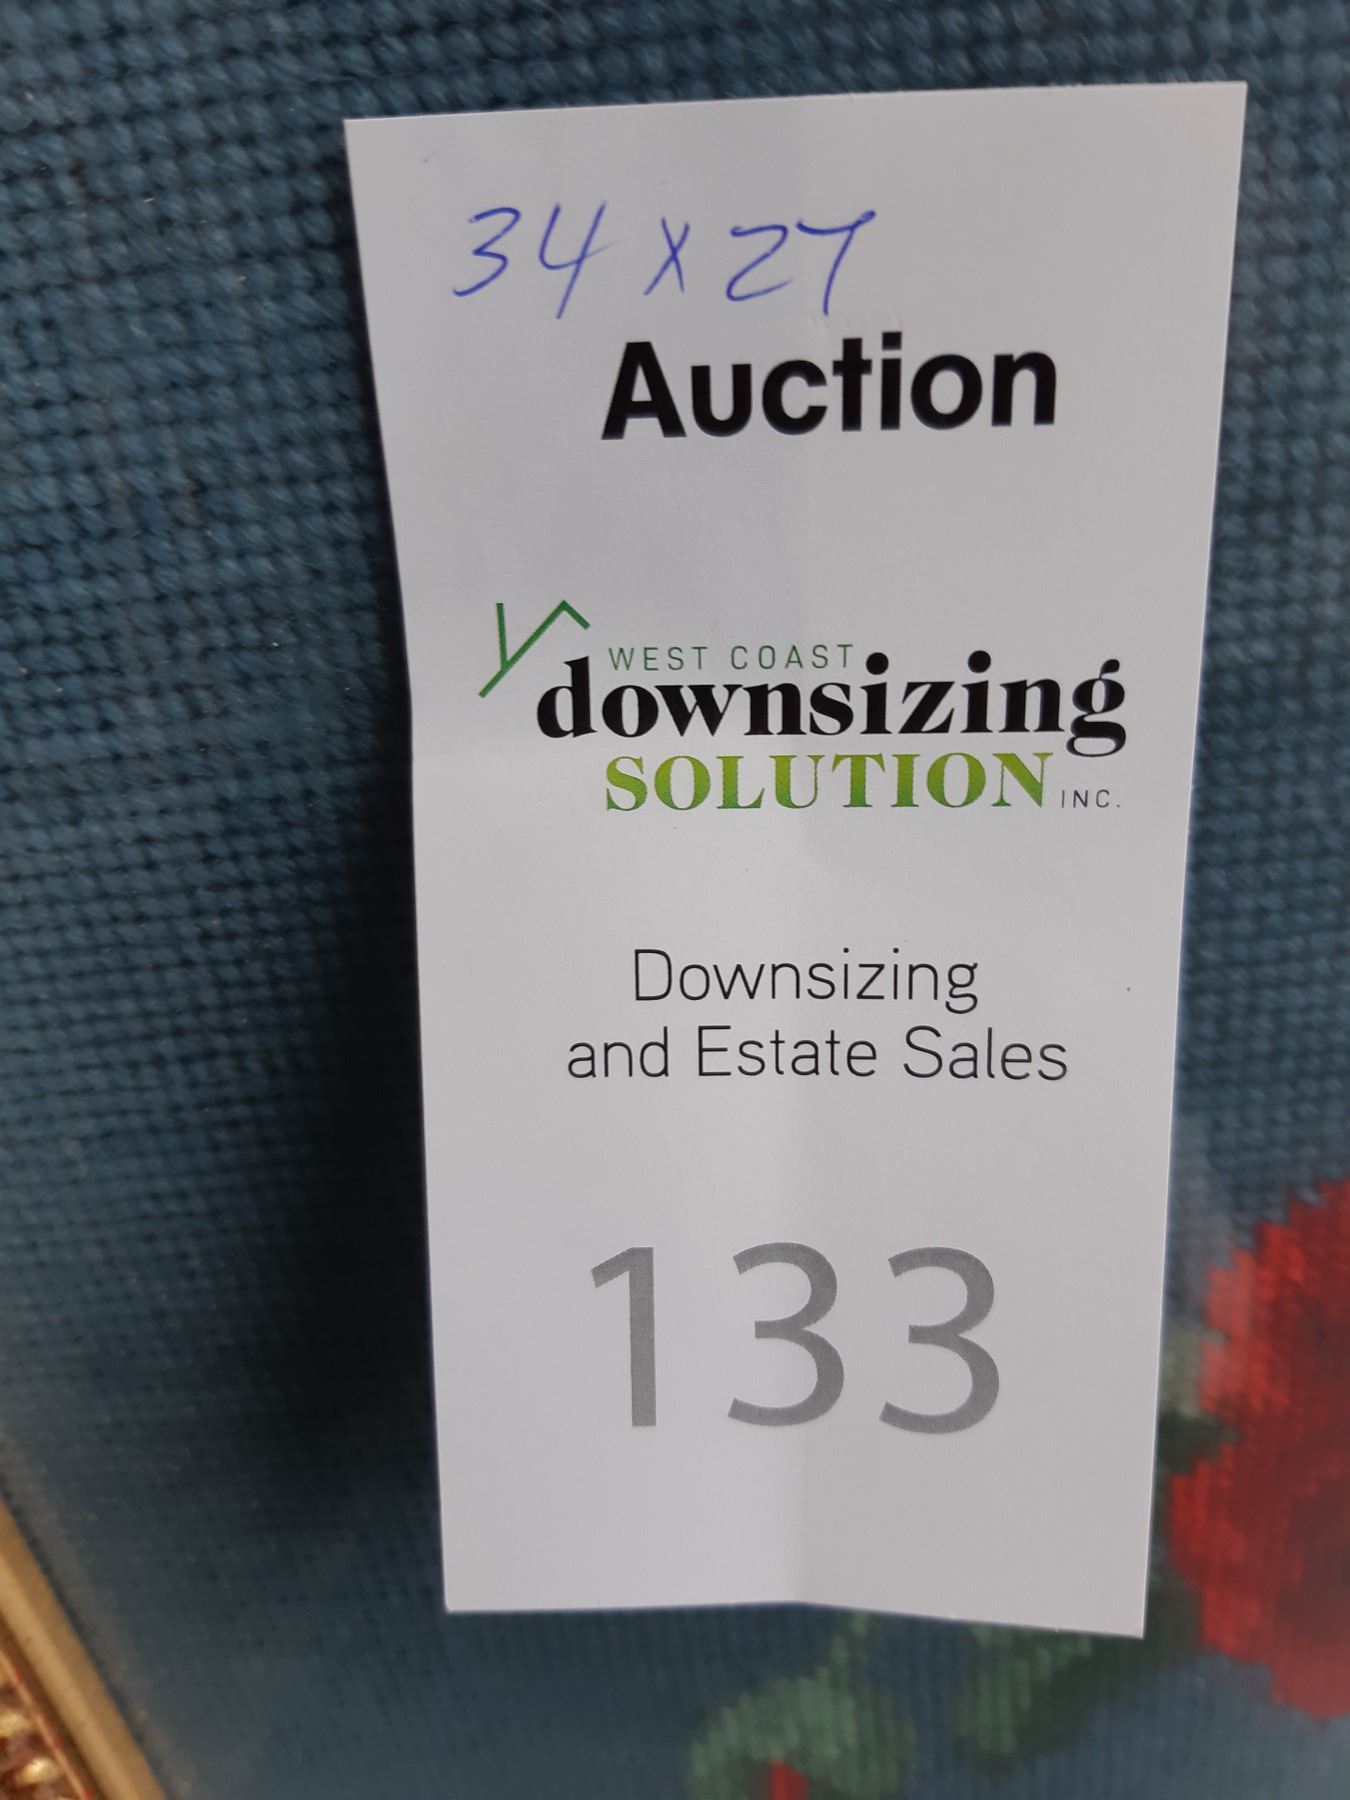 34 x 27
Auction
WEST COAST
downsizing
SOLUTION INC.
Downsizing
and Estate Sales
133